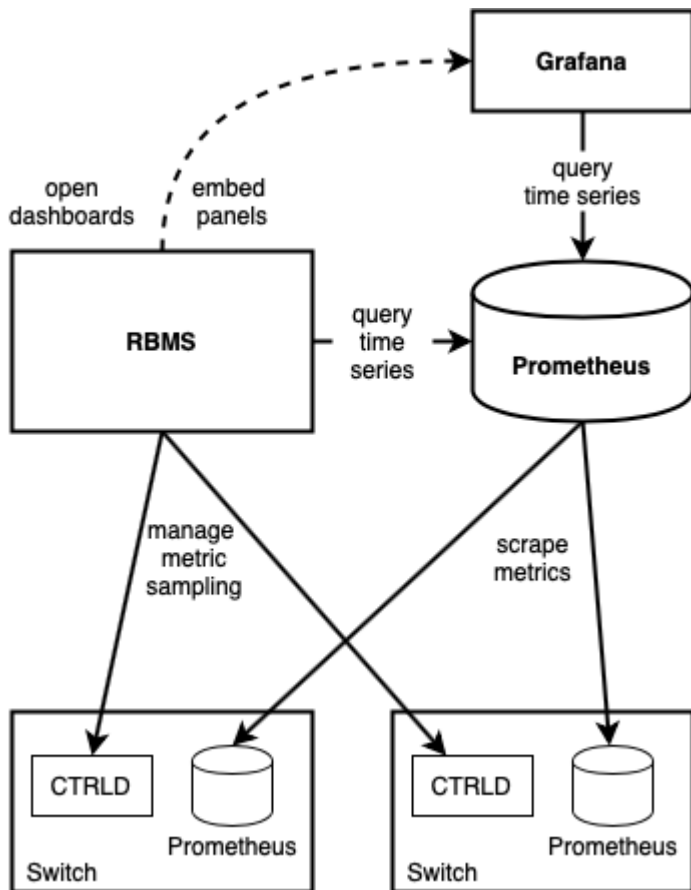 Grafana
query
time series
open
dashboards
embed
panels
RBMS
query
time
series
Prometheus
manage
metric
sampling
scrape
metrics
CTRLD
Prometheus
Switch
CTRLD
Prometheus
Switch